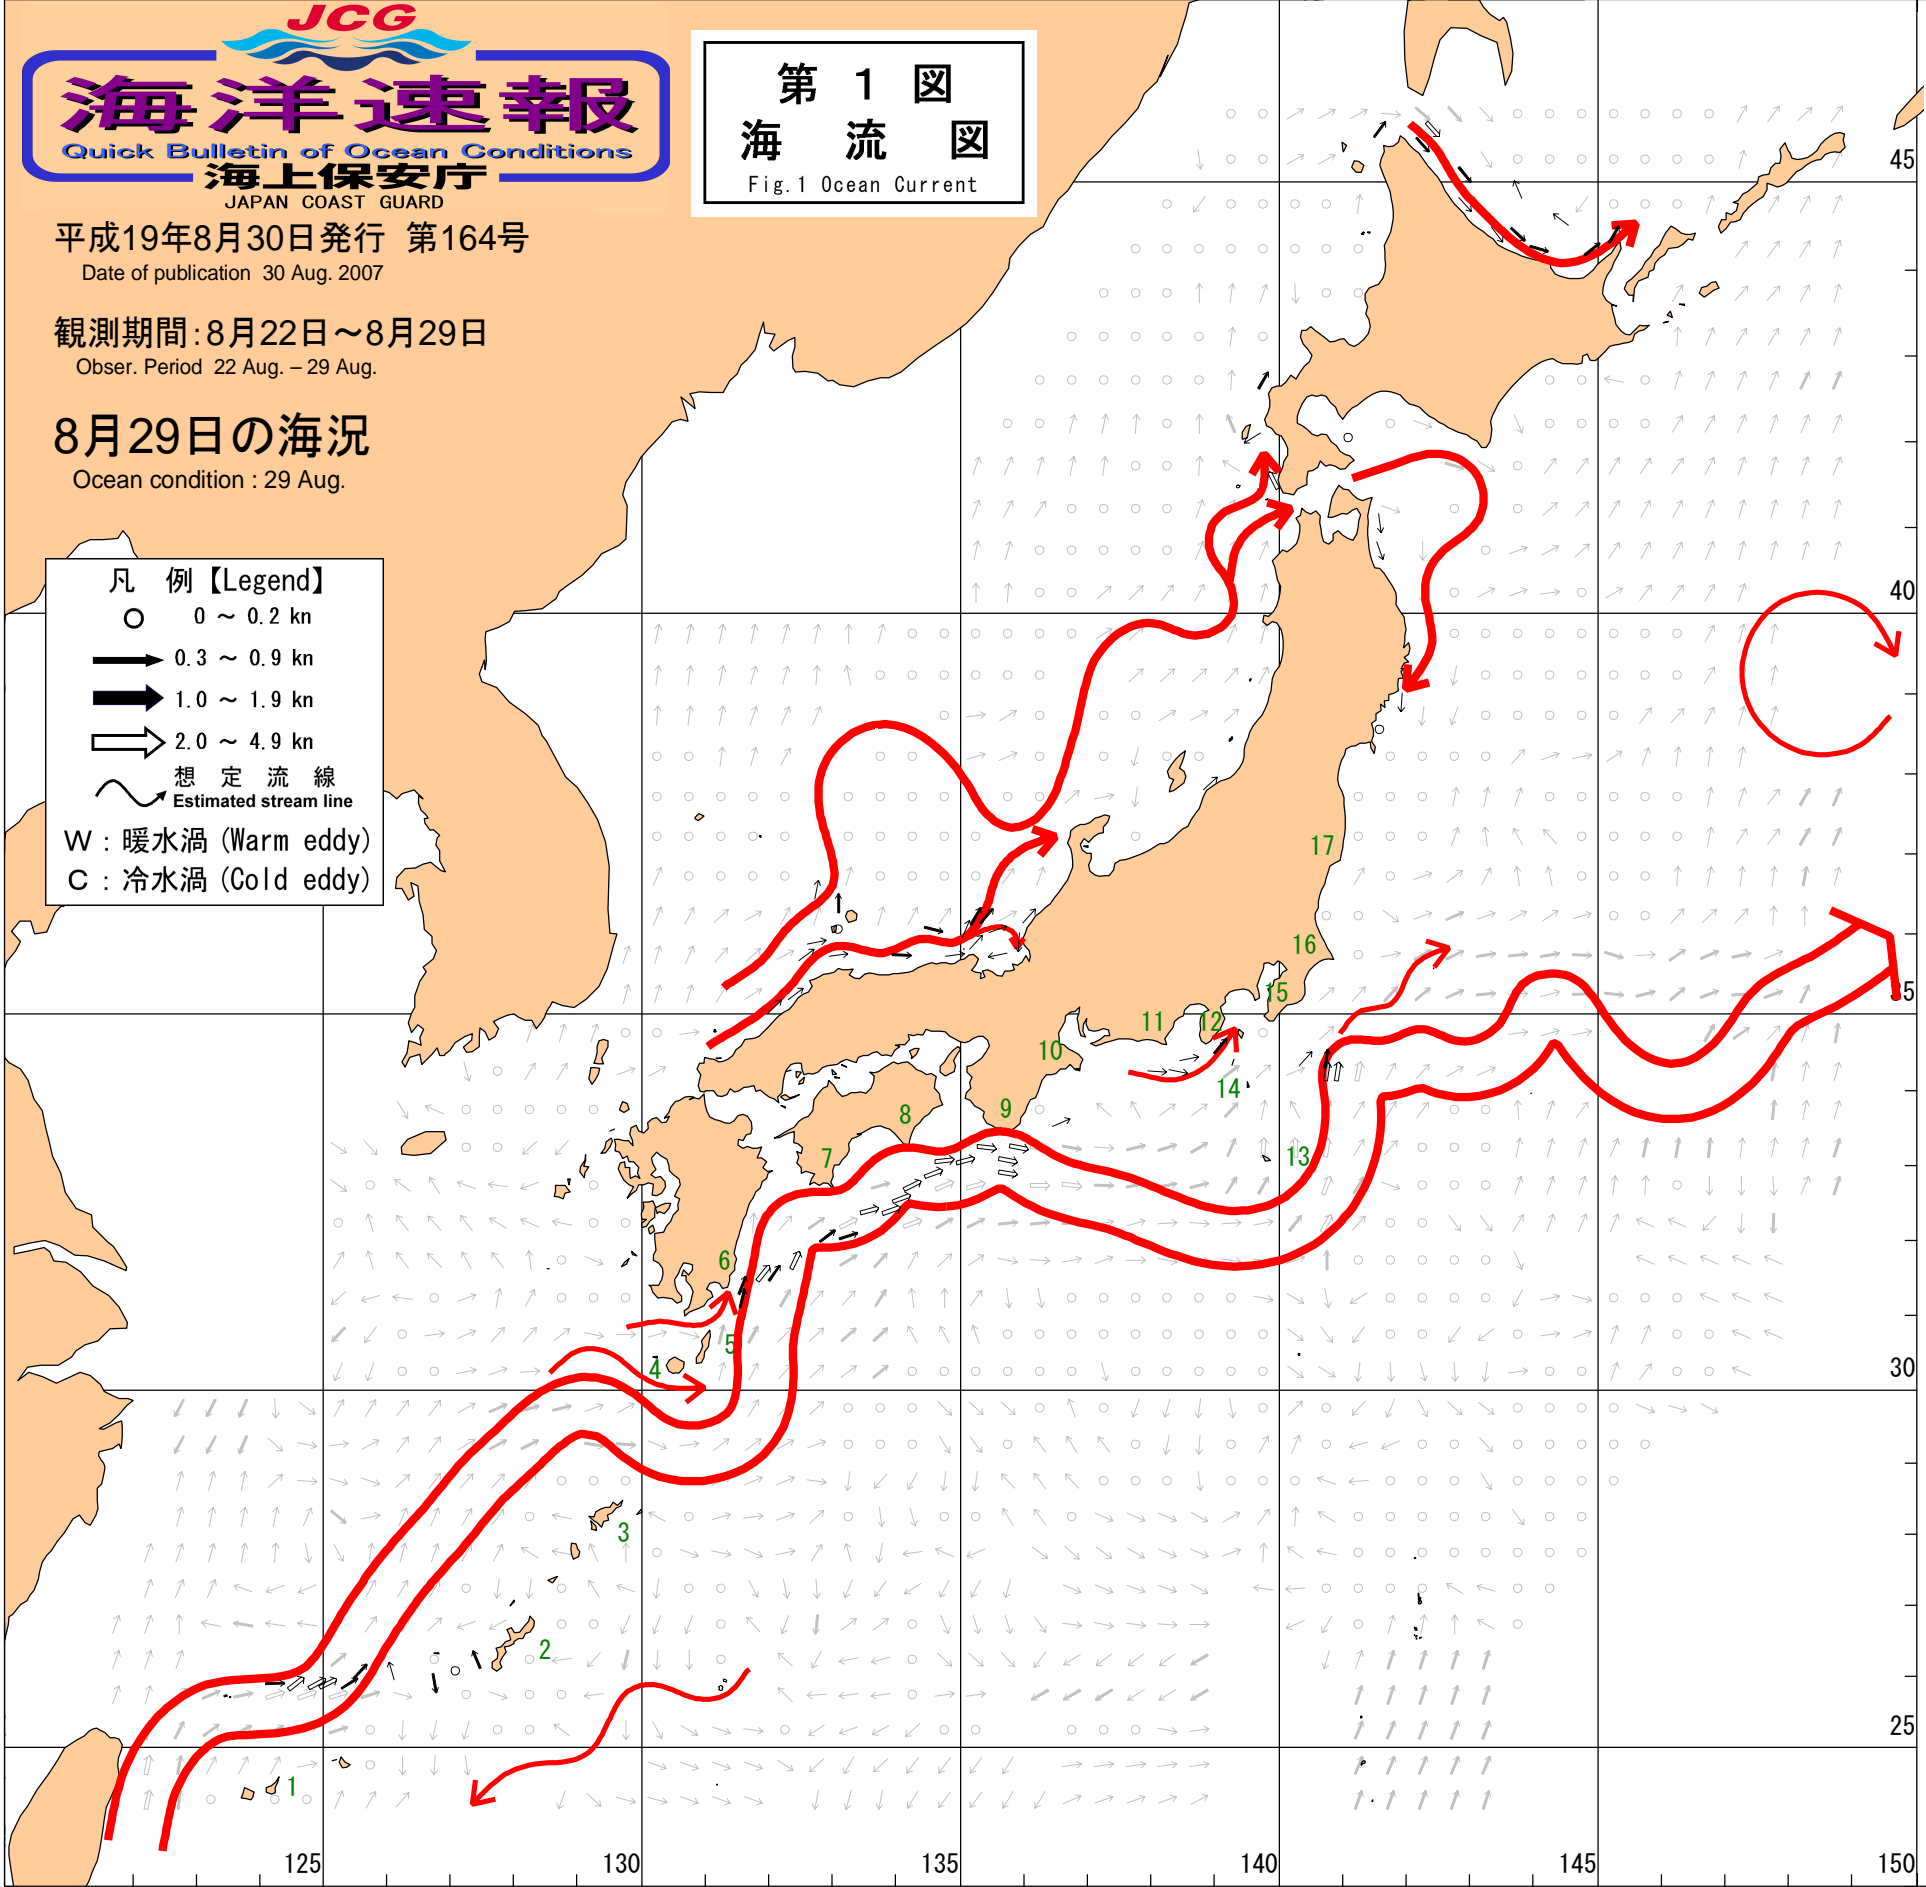 JCG
海洋速報
Quick Bulletin of Ocean Conditions
海上保安庁
JAPAN COAST GUARD
平成19年8月30日発行 第164号
Date of publication 30 Aug. 2007
観測期間:8月22日〜8月29日
Obser. Period 22 Aug. – 29 Aug.
8月29日の海況
Ocean condition : 29 Aug.
第 1 図
海 流 図
Fig.1 Ocean Current
凡 例【Legend】
0 〜 0.2 kn
0.3 〜 0.9 kn
1.0 〜 1.9 kn
2.0 〜 4.9 kn
想 定 流 線
Estimated stream line
W : 暖水渦 (Warm eddy)
C : 冷水渦 (Cold eddy)
45
40
35
30
25
17
16
15
12
11
10
14
9
8
13
7
6
5
4
3
2
1
125
130
135
140
145
150